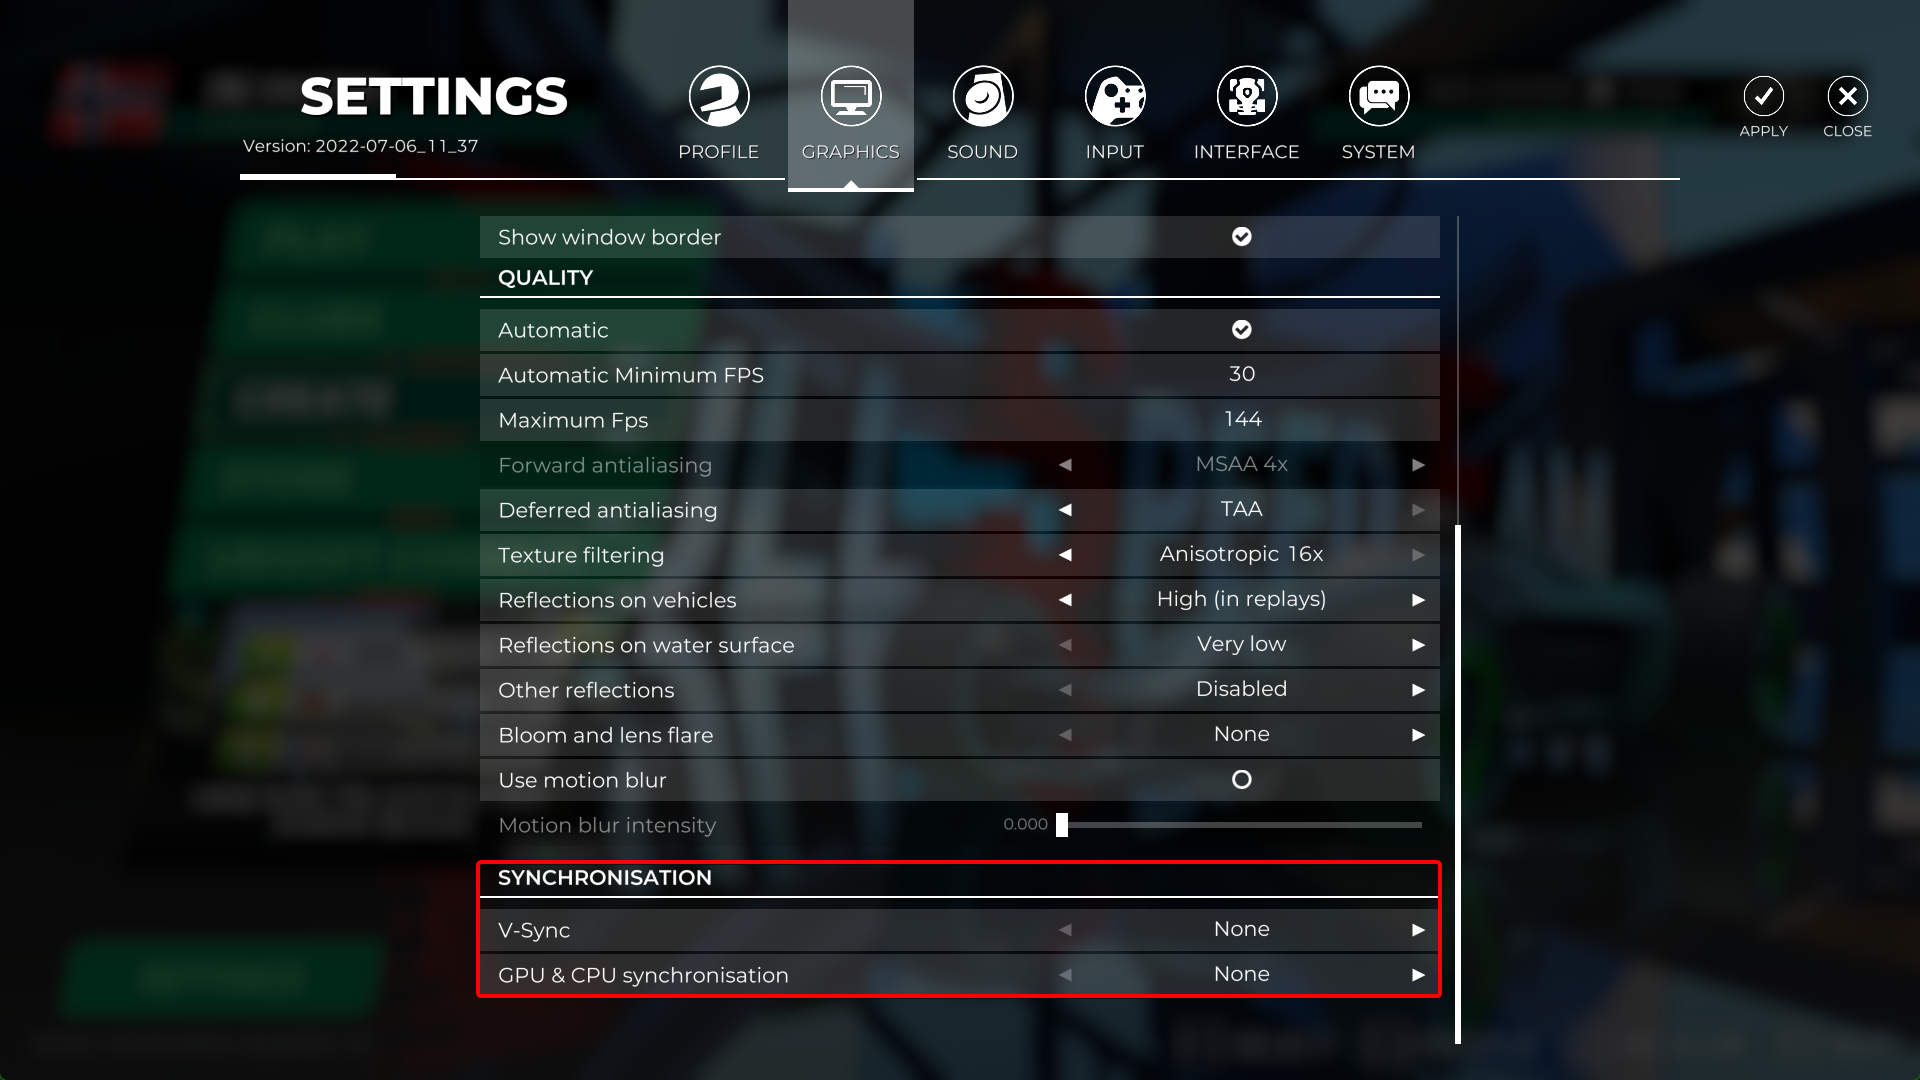 SETTINGS
Version: 2022-07-06_11_37
PROFILE
GRAPHICS
SOUND
INPUT
INTERFACE
SYSTEM
APPLY
CLOSE
Show window border
QUALITY
Automatic
Automatic Minimum FPS 30
Maximum Fps 144
Forward antialiasing MSAA 4x
Deferred antialiasing TAA
Texture filtering Anisotropic 16x
Reflections on vehicles High (in replays)
Reflections on water surface Very low
Other reflections Disabled
Bloom and lens flare None
Use motion blur
Motion blur intensity 0.000
SYNCHRONISATION
V-Sync None
GPU & CPU synchronisation None
PLAY
CREATE